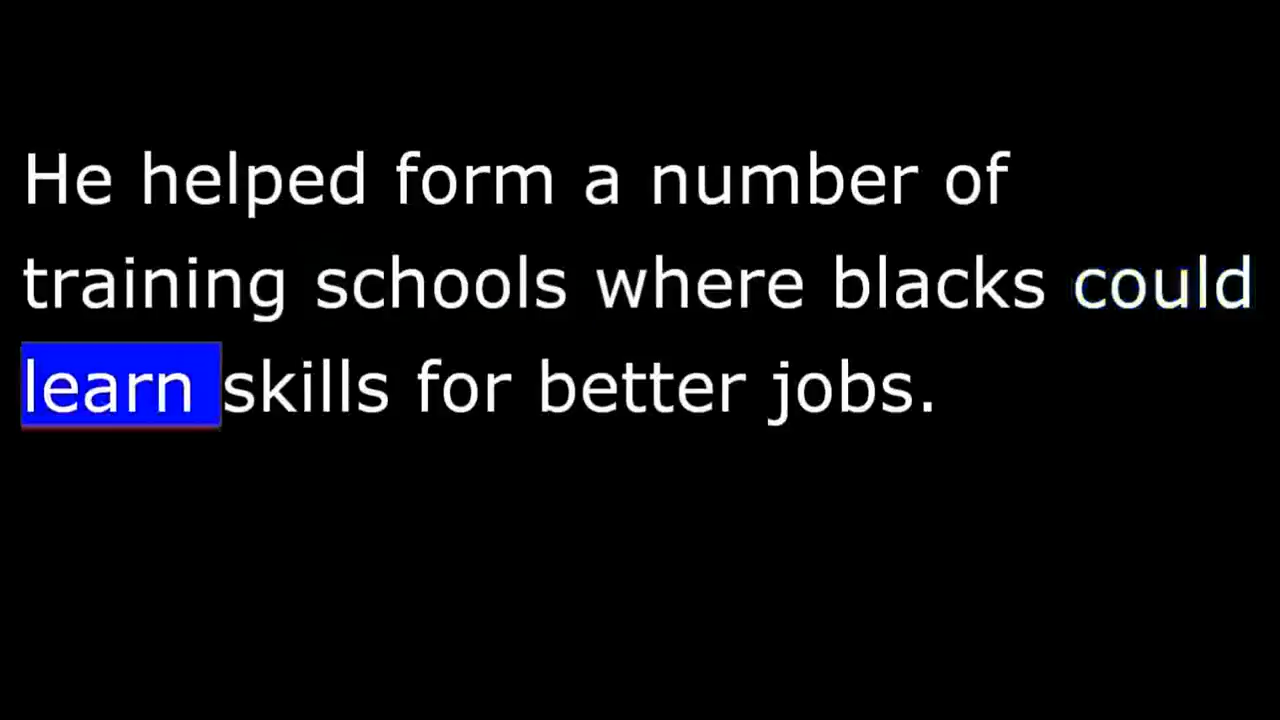 He helped form a number of
training schools where blacks could
learn skills for better jobs.